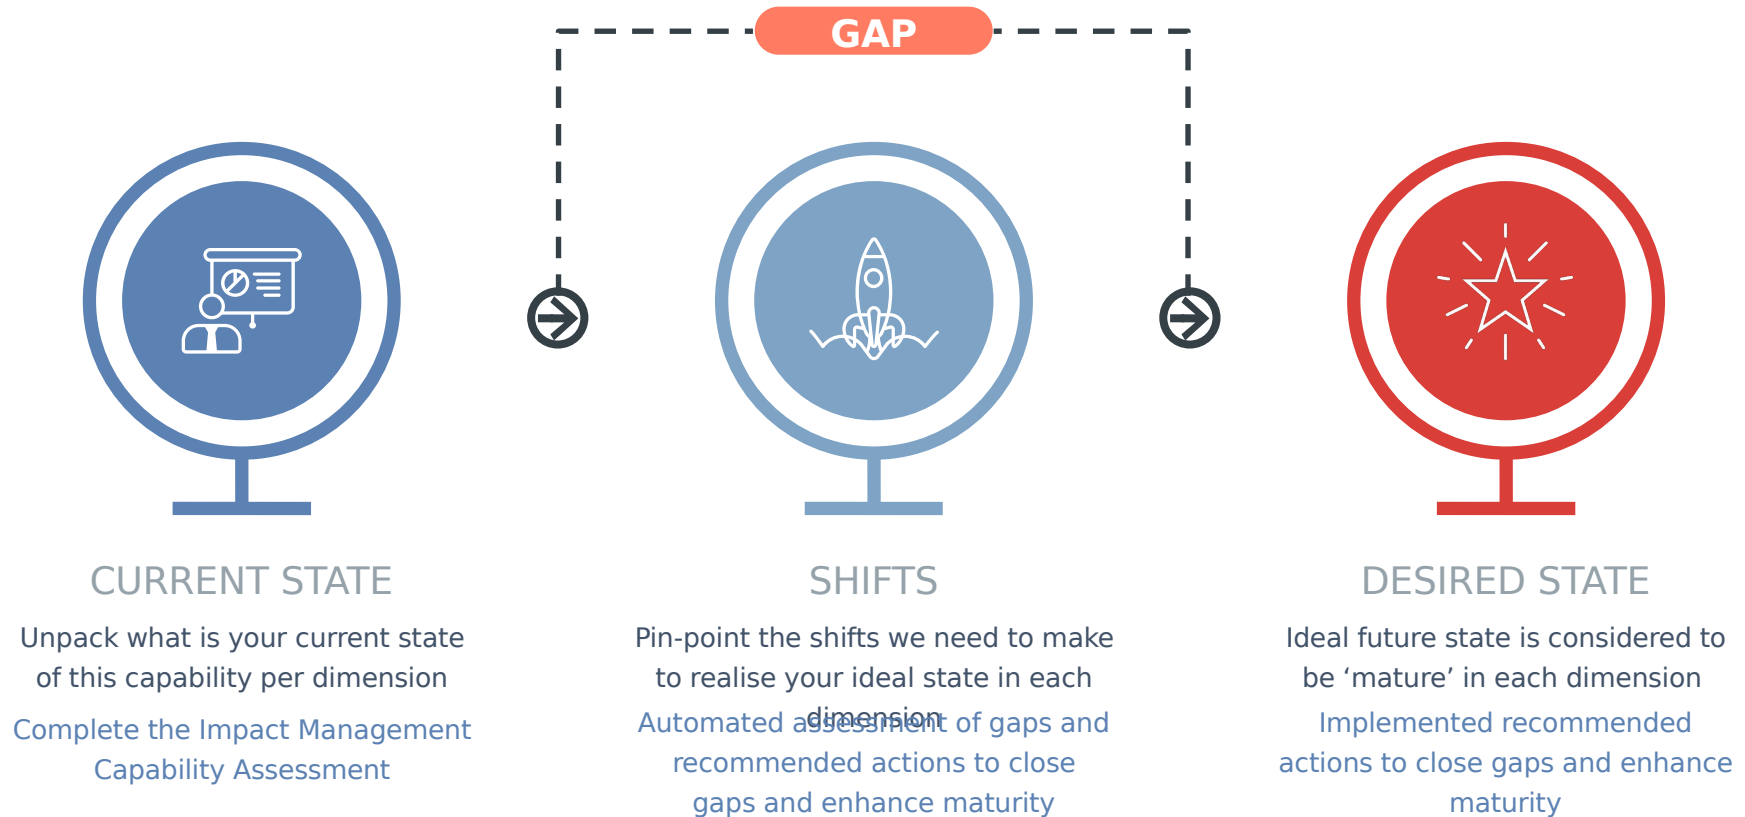 GAP
CURRENT STATE
Unpack what is your current state
of this capability per dimension
Complete the Impact Management
Capability Assessment
SHIFTS
Pin-point the shifts we need to make
to realise your ideal state in each
dimension
Automated assessment of gaps and
recommended actions to close
gaps and enhance maturity
DESIRED STATE
Ideal future state is considered to
be ‘mature’ in each dimension
Implemented recommended
actions to close gaps and enhance
maturity